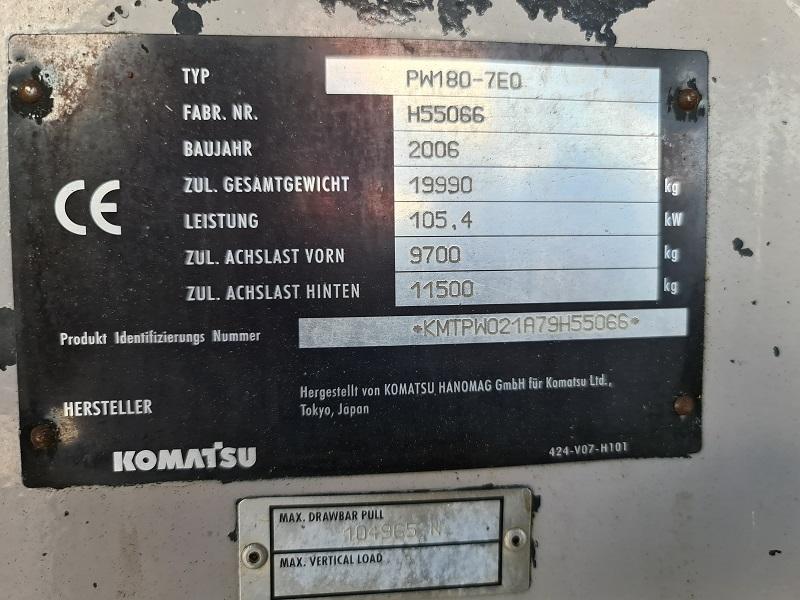 TYP PW180-7E0
FABR. NR. H55066
BAUJAHR 2006
ZUL. GESAMTGEWICHT 19990 kg
LEISTUNG 105,4 kW
ZUL. ACHSLAST VORN 9700 kg
ZUL. ACHSLAST HINTEN 11500 kg
CE
Produkt Identifizierungs Nummer *KMTPW021A79H55066*
HERSTELLER Hergestellt von KOMATSU HANOMAG GmbH für Komatsu Ltd.,
Tokyo, Japan
KOMATSU 424-V07-H101
MAX. DRAWBAR PULL
104965 N
MAX. VERTICAL LOAD